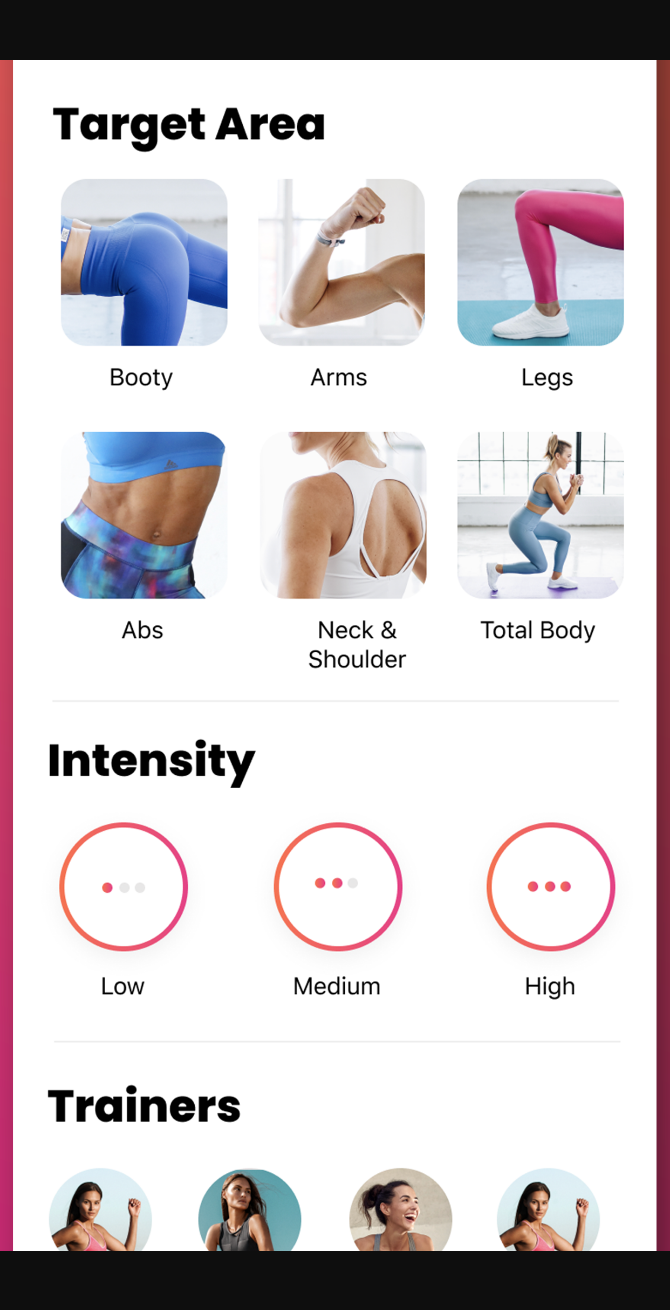 Target Area
Booty
Arms
Legs
Abs
Neck &
Shoulder
Total Body
Intensity
Low
Medium
High
Trainers